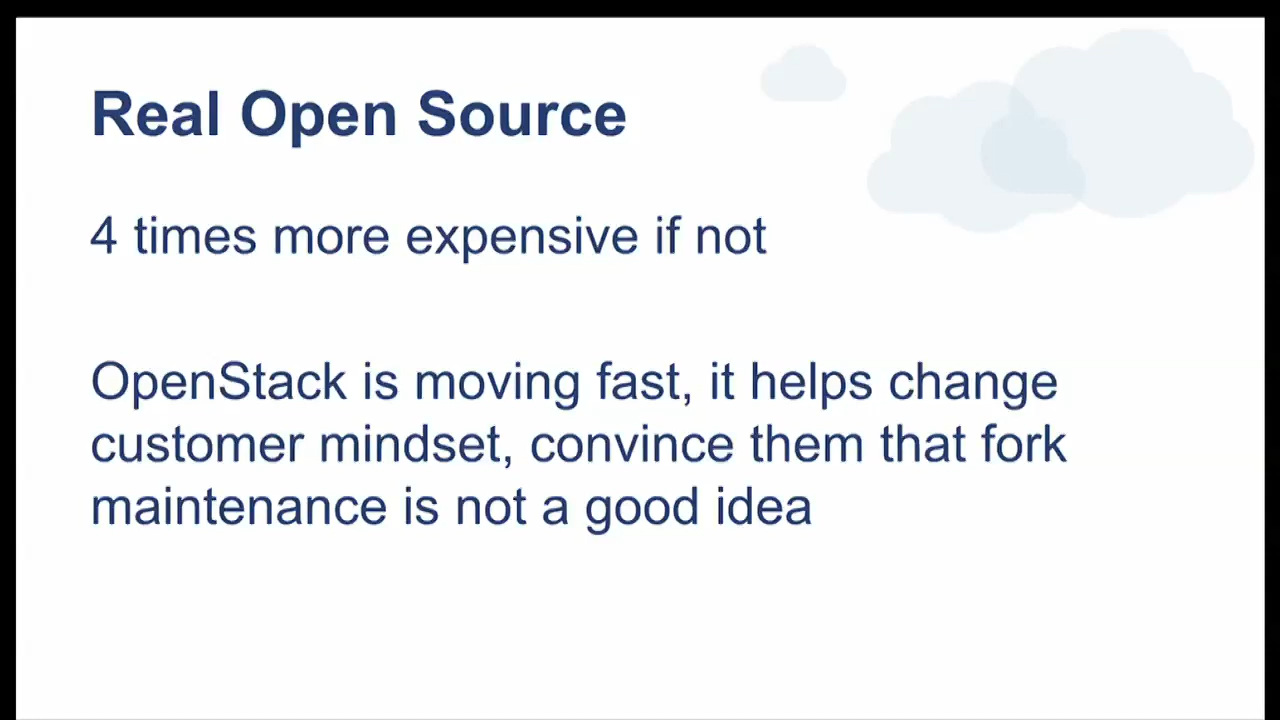 Real Open Source
4 times more expensive if not
OpenStack is moving fast, it helps change
customer mindset, convince them that fork
maintenance is not a good idea